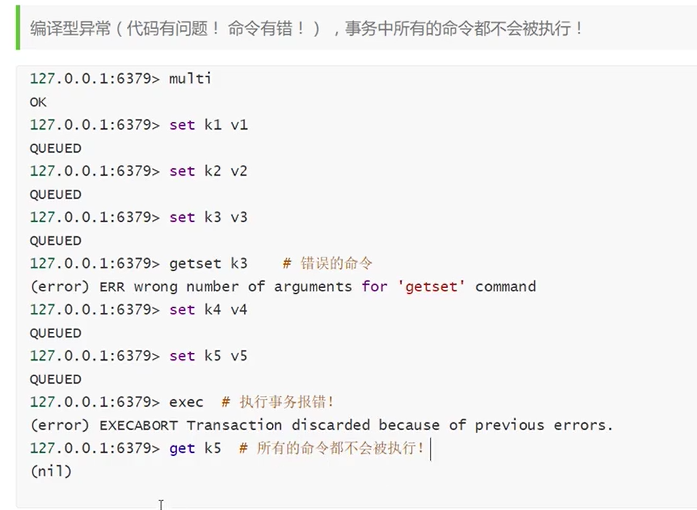 编译型异常（代码有问题！ 命令有错！） ，事务中所有的命令都不会被执行！
127.0.0.1:6379> multi
OK
127.0.0.1:6379> set k1 v1
QUEUED
127.0.0.1:6379> set k2 v2
QUEUED
127.0.0.1:6379> set k3 v3
QUEUED
127.0.0.1:6379> getset k3    # 错误的命令
(error) ERR wrong number of arguments for 'getset' command
127.0.0.1:6379> set k4 v4
QUEUED
127.0.0.1:6379> set k5 v5
QUEUED
127.0.0.1:6379> exec  # 执行事务报错！
(error) EXECABORT Transaction discarded because of previous errors.
127.0.0.1:6379> get k5  # 所有的命令都不会被执行！
(nil)